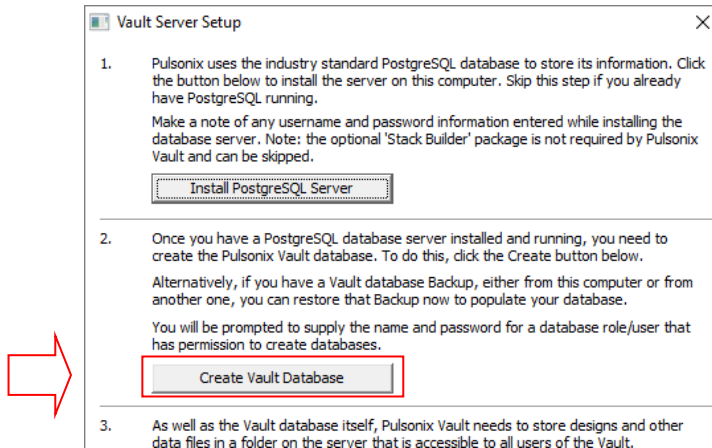 Vault Server Setup
1. Pulsonix uses the industry standard PostgreSQL database to store its information. Click
the button below to install the server on this computer. Skip this step if you already
have PostgreSQL running.
Make a note of any username and password information entered while installing the
database server. Note: the optional 'Stack Builder' package is not required by Pulsonix
Vault and can be skipped.
Install PostgreSQL Server
2. Once you have a PostgreSQL database server installed and running, you need to
create the Pulsonix Vault database. To do this, click the Create button below.
Alternatively, if you have a Vault database Backup, either from this computer or from
another one, you can restore that Backup now to populate your database.
You will be prompted to supply the name and password for a database role/user that
has permission to create databases.
Create Vault Database
3. As well as the Vault database itself, Pulsonix Vault needs to store designs and other
data files in a folder on the server that is accessible to all users of the Vault.